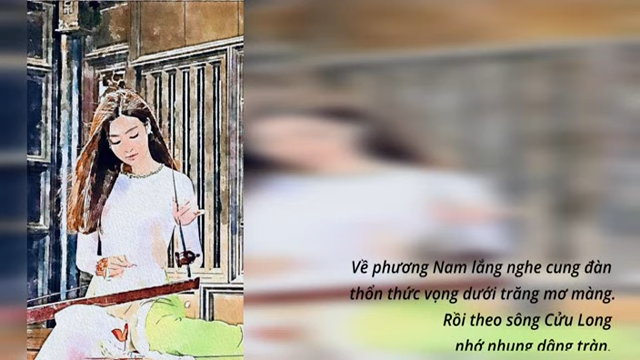 Về phương Nam lắng nghe cung đàn
thổn thức vọng dưới trăng mơ màng.
Rồi theo sông Cửu Long
nhớ nhung dâng tràn.